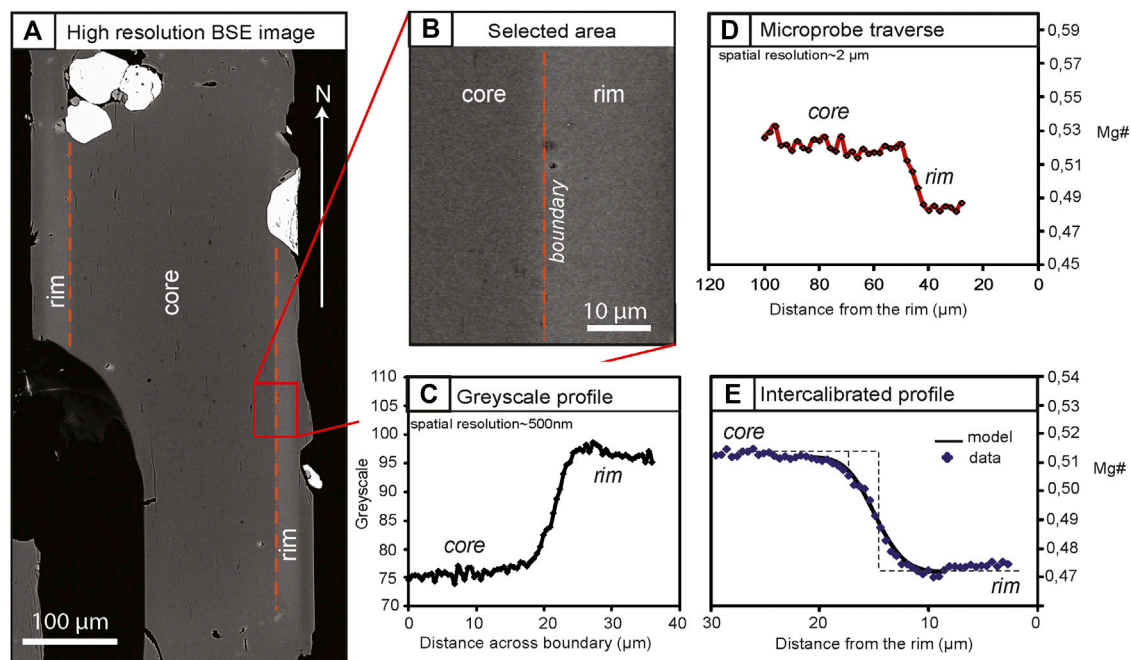 A High resolution BSE image
N
rim
core
rim
100 µm
B Selected area
core rim
boundary
10 µm
D Microprobe traverse
spatial resolution~2 µm
core
rim
0,59
0,57
0,55
0,53
Mg#
0,51
0,49
0,47
0,45
120 100 80 60 40 20 0
Distance from the rim (µm)
C Greyscale profile
spatial resolution~500nm
110
105
100
95
90
85
80
75
70
Greyscale
core
rim
0 10 20 30 40
Distance across boundary (µm)
E Intercalibrated profile
core
model
data
rim
0,54
0,53
0,52
0,51
Mg#
0,50
0,49
0,48
0,47
30 20 10 0
Distance from the rim (µm)